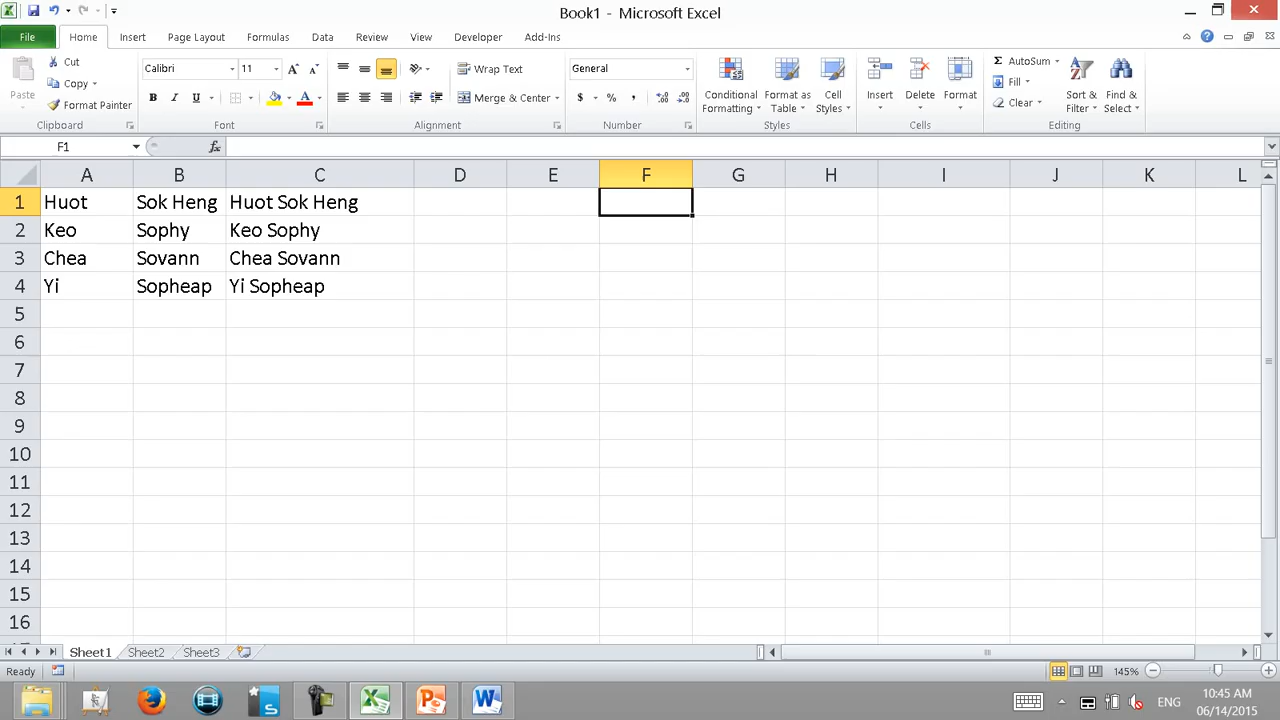 Book1 - Microsoft Excel
File Home Insert Page Layout Formulas Data Review View Developer Add-Ins
Paste
Cut
Copy
Format Painter
Clipboard
Calibri 11
B I U A
Font
Wrap Text
Merge & Center
Alignment
General
$ % ,
Number
Conditional Formatting
Format as Table
Cell Styles
Styles
Insert Delete Format
Cells
Σ AutoSum
Fill
Clear
Sort & Filter
Find & Select
Editing
F1 fx
A B C D E F G H I J K L
1 Huot Sok Heng Huot Sok Heng
2 Keo Sophy Keo Sophy
3 Chea Sovann Chea Sovann
4 Yi Sopheap Yi Sopheap
5
6
7
8
9
10
11
12
13
14
15
16
Sheet1 Sheet2 Sheet3
Ready 145%
ENG 10:45 AM
06/14/2015